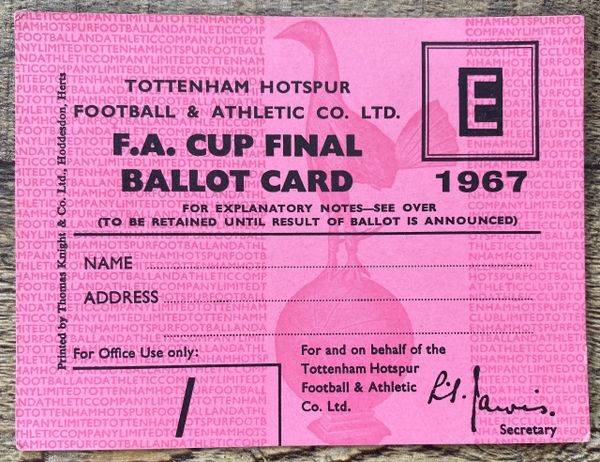 TOTTENHAM HOTSPUR
FOOTBALL & ATHLETIC CO. LTD.
E
F.A. CUP FINAL
BALLOT CARD
1967
FOR EXPLANATORY NOTES—SEE OVER
(TO BE RETAINED UNTIL RESULT OF BALLOT IS ANNOUNCED)
NAME
ADDRESS
For Office Use only:
/
For and on behalf of the
Tottenham Hotspur
Football & Athletic
Co. Ltd.
Secretary
Printed by Thomas Knight & Co. Ltd., Hoddesdon, Herts